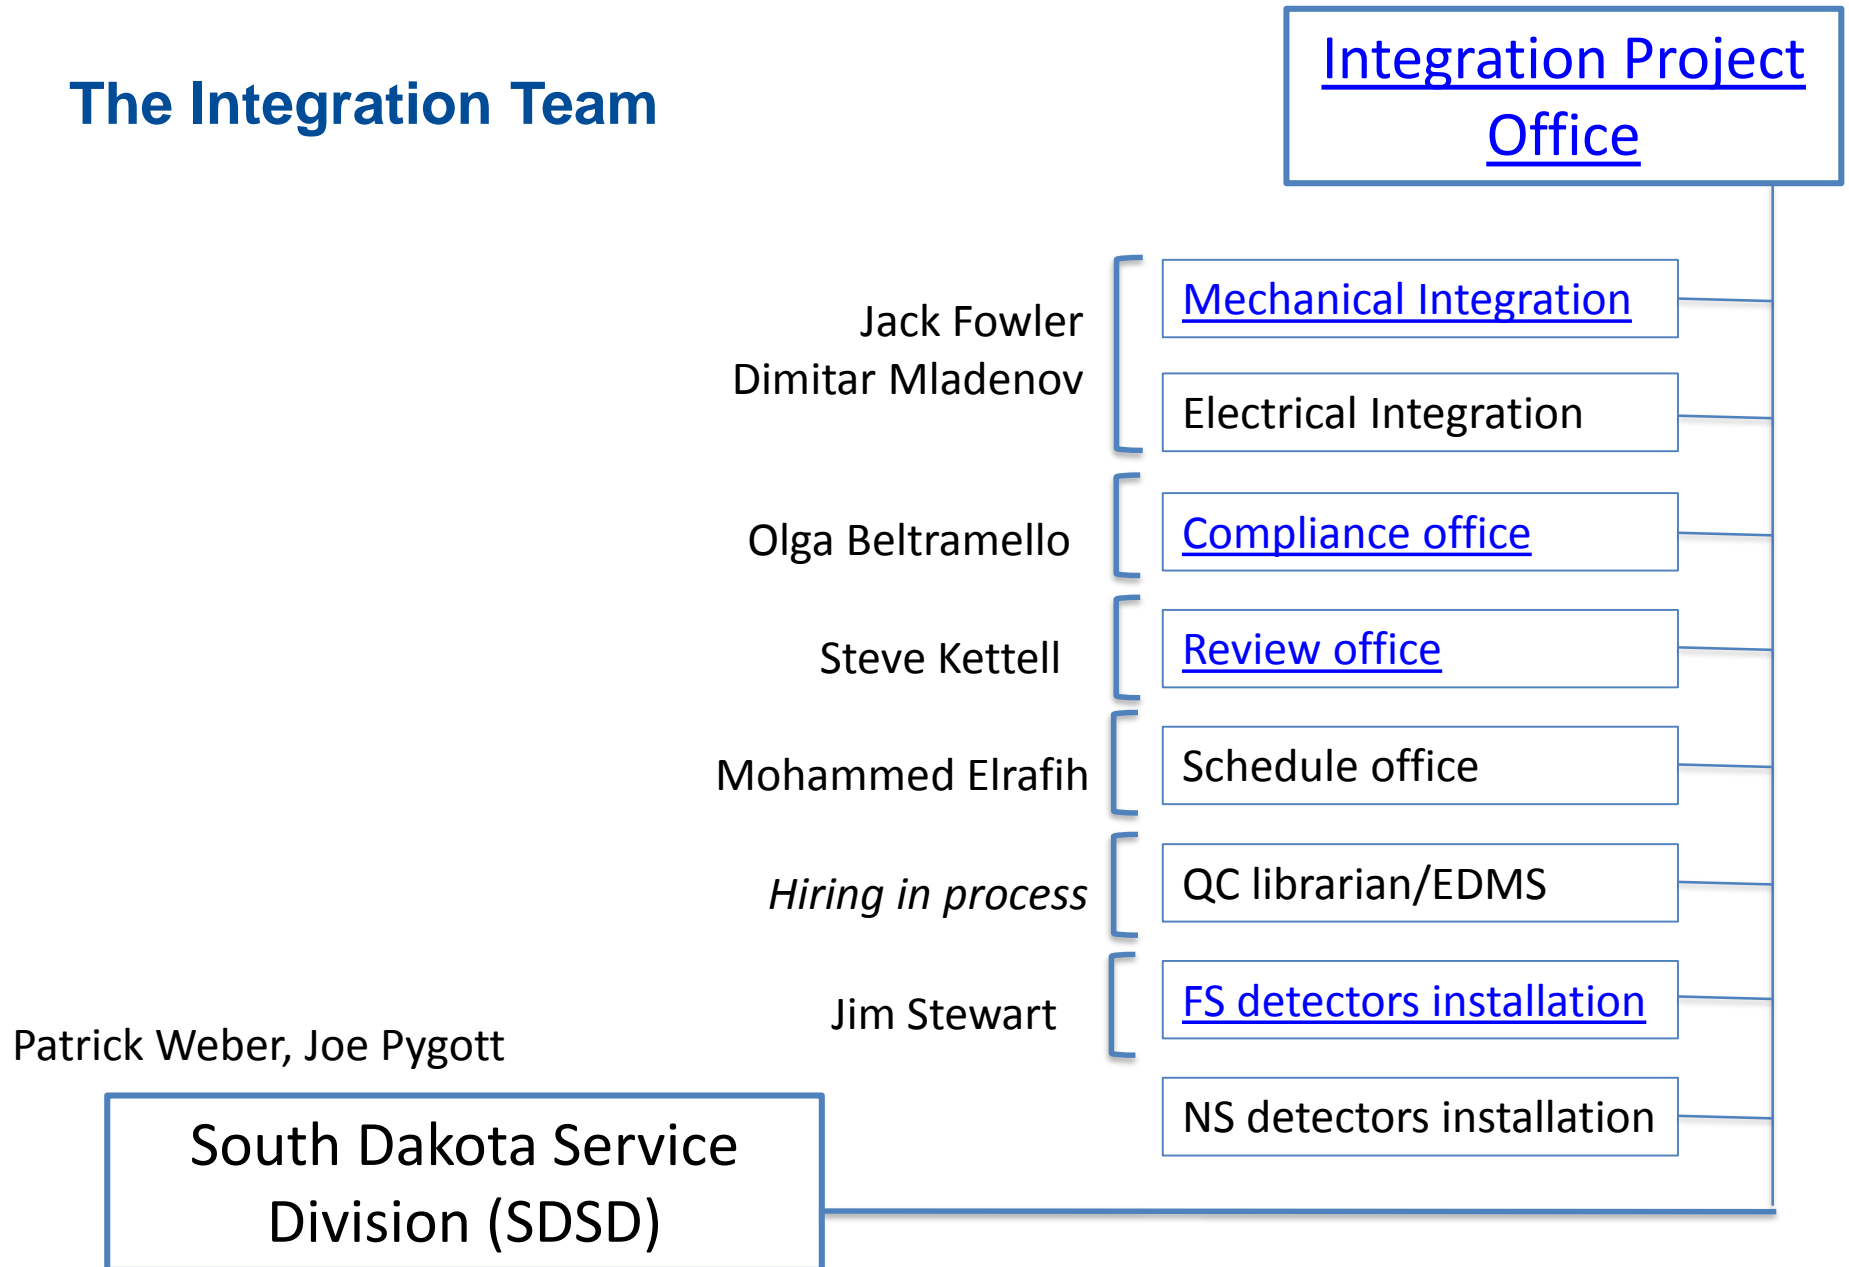 The Integration Team
Integration Project
Office
Jack Fowler
Dimitar Mladenov
Mechanical Integration
Electrical Integration
Olga Beltramello
Compliance office
Steve Kettell
Review office
Mohammed Elrafih
Schedule office
Hiring in process
QC librarian/EDMS
Jim Stewart
FS detectors installation
NS detectors installation
Patrick Weber, Joe Pygott
South Dakota Service
Division (SDSD)